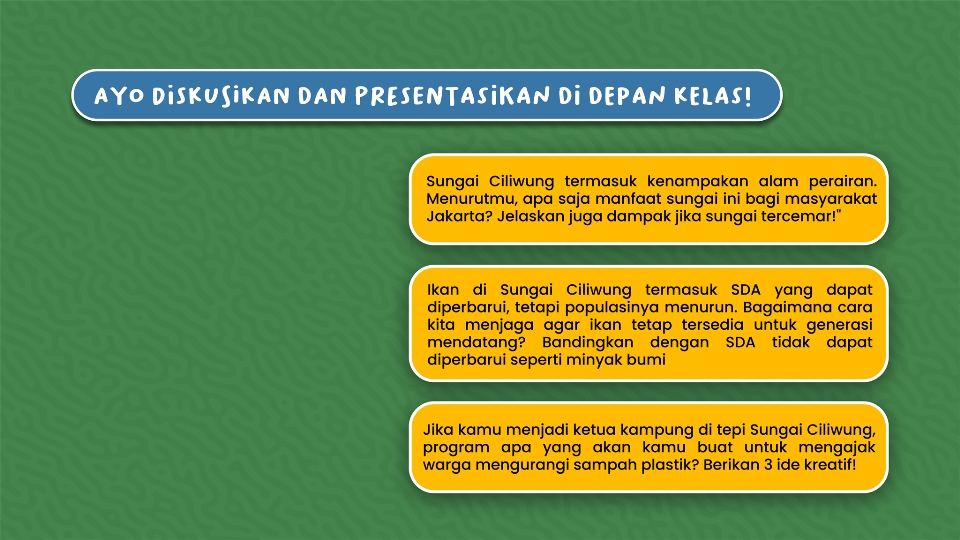 AYO DISKUSIKAN DAN PRESENTASIKAN DI DEPAN KELAS!
Sungai Ciliwung termasuk kenampakan alam perairan.
Menurutmu, apa saja manfaat sungai ini bagi masyarakat
Jakarta? Jelaskan juga dampak jika sungai tercemar!"
Ikan di Sungai Ciliwung termasuk SDA yang dapat
diperbarui, tetapi populasinya menurun. Bagaimana cara
kita menjaga agar ikan tetap tersedia untuk generasi
mendatang? Bandingkan dengan SDA tidak dapat
diperbarui seperti minyak bumi
Jika kamu menjadi ketua kampung di tepi Sungai Ciliwung,
program apa yang akan kamu buat untuk mengajak
warga mengurangi sampah plastik? Berikan 3 ide kreatif!